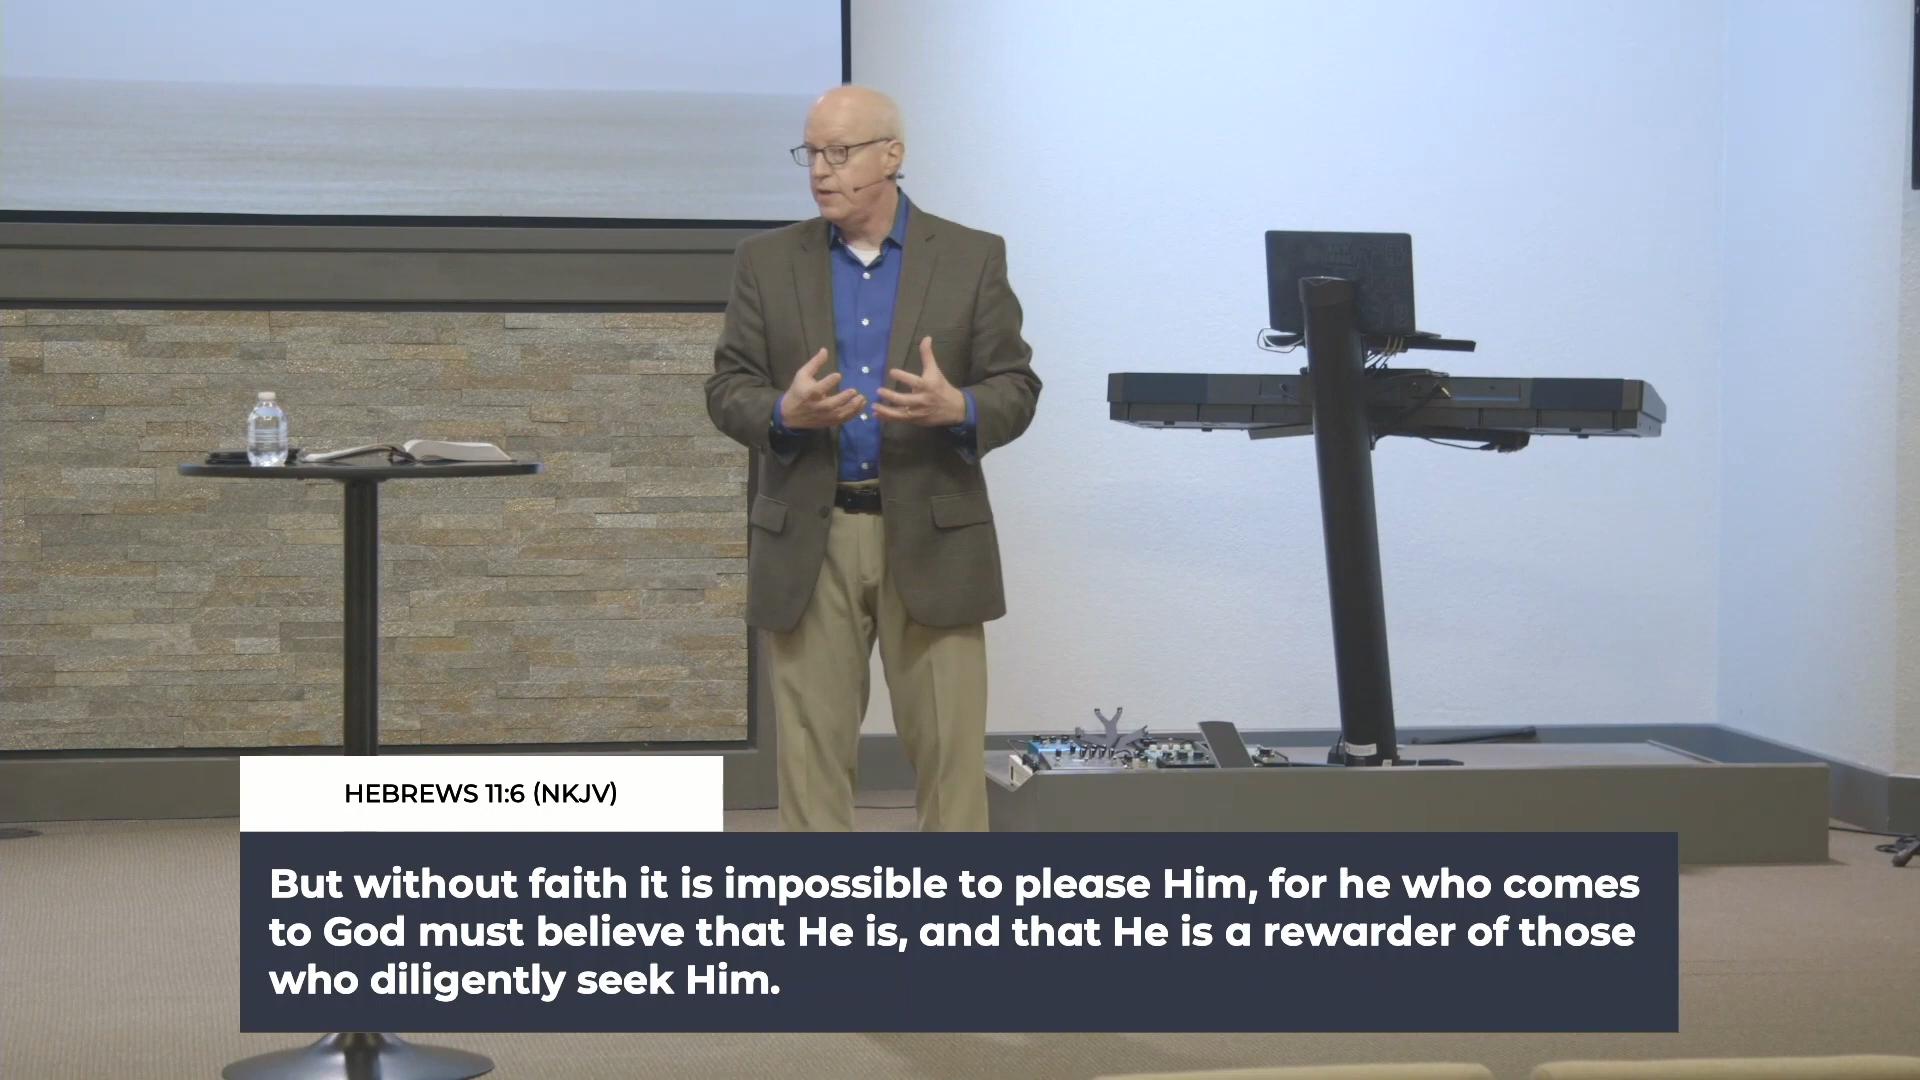 HEBREWS 11:6 (NKJV)
But without faith it is impossible to please Him, for he who comes
to God must believe that He is, and that He is a rewarder of those
who diligently seek Him.